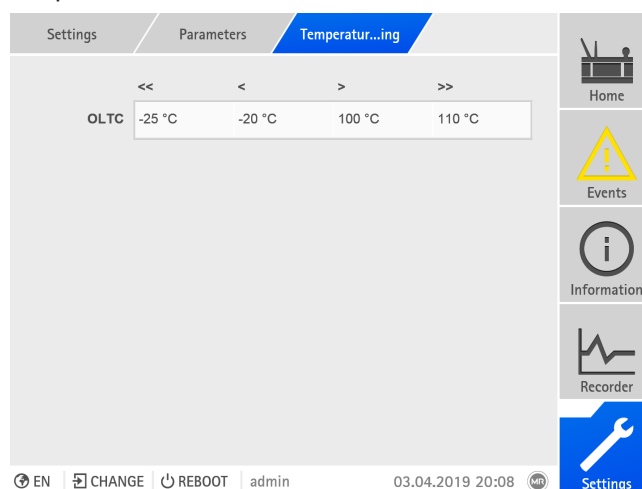 Settings
Parameters
Temperatur...ing
<< < > >>
OLTC -25 °C -20 °C 100 °C 110 °C
Home
Events
Information
Recorder
Settings
EN CHANGE REBOOT admin 03.04.2019 20:08 MR